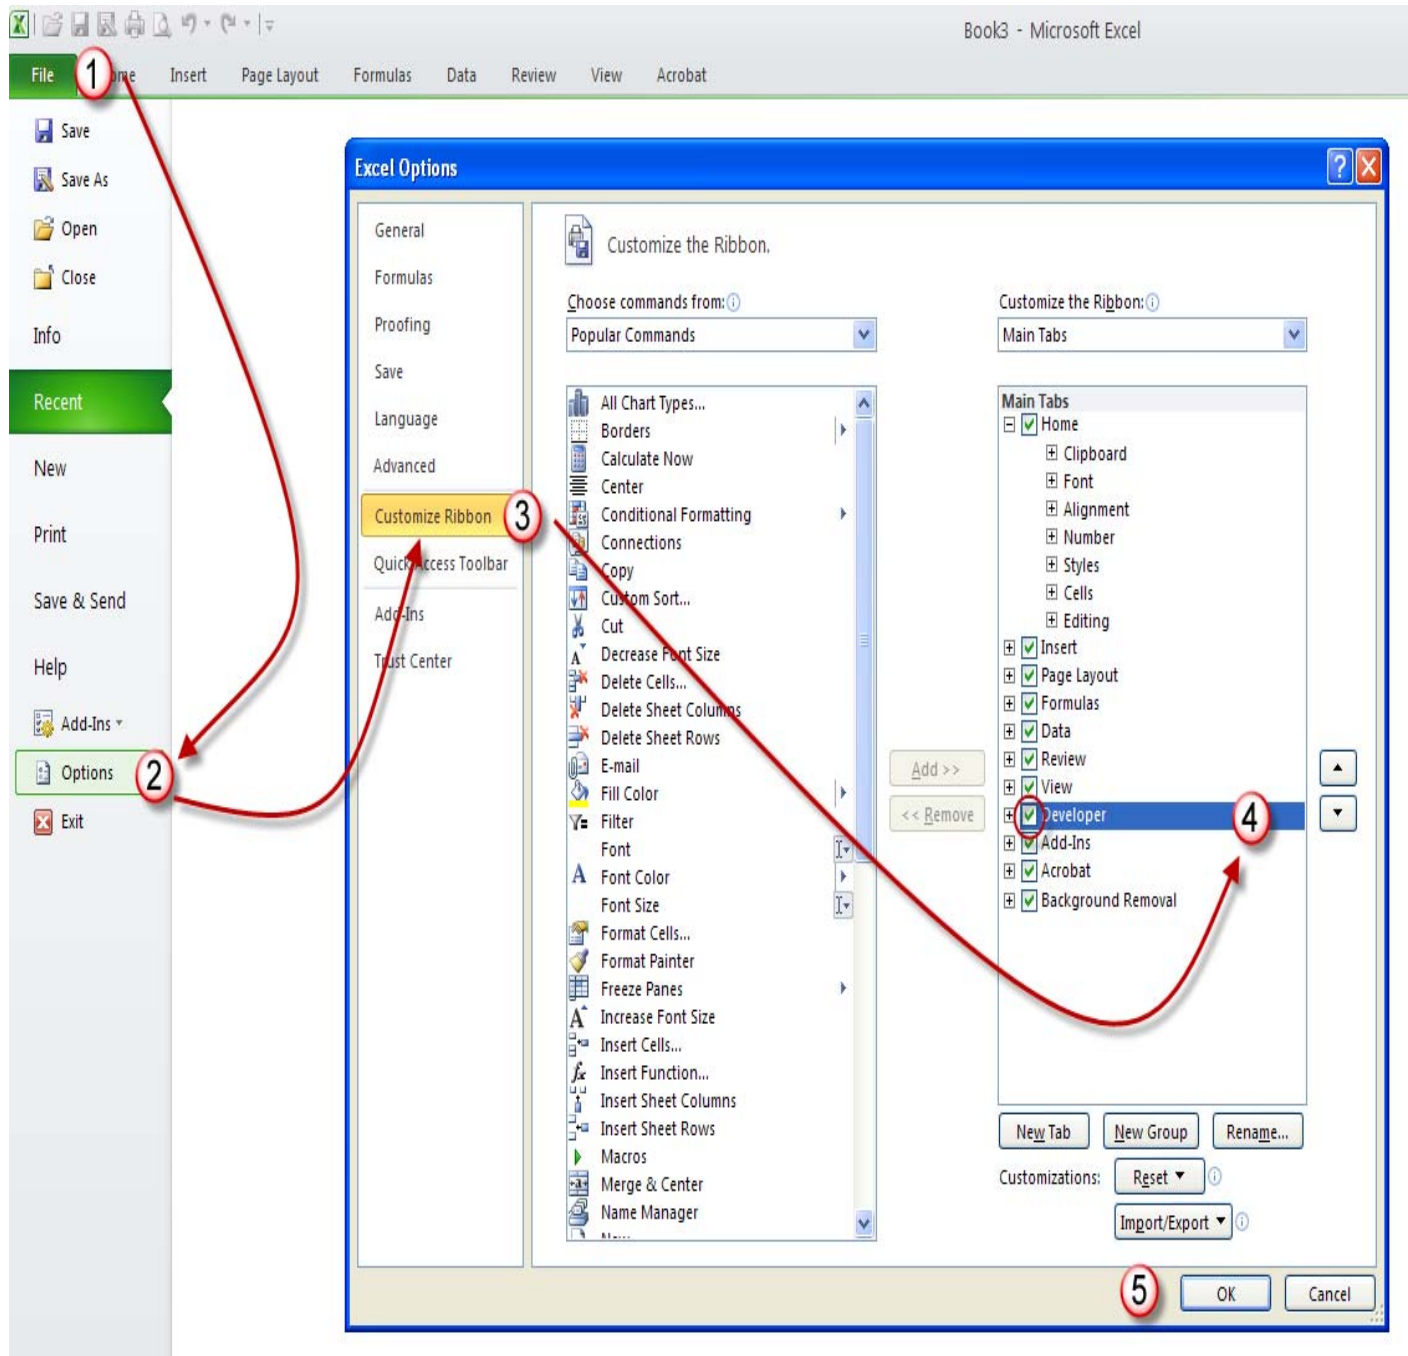 Book3 - Microsoft Excel
File 1 ome Insert Page Layout Formulas Data Review View Acrobat
Save
Save As
Open
Close
Info
Recent
New
Print
Save & Send
Help
Add-Ins
Options 2
Exit
Excel Options
General
Formulas
Proofing
Save
Language
Advanced
Customize Ribbon 3
Quick Access Toolbar
Add-Ins
Trust Center
Customize the Ribbon.
Choose commands from:
Popular Commands
All Chart Types...
Borders
Calculate Now
Center
Conditional Formatting
Connections
Copy
Custom Sort...
Cut
Decrease Font Size
Delete Cells...
Delete Sheet Columns
Delete Sheet Rows
E-mail
Fill Color
Filter
Font
Font Color
Font Size
Format Cells...
Format Painter
Freeze Panes
Increase Font Size
Insert Cells...
Insert Function...
Insert Sheet Columns
Insert Sheet Rows
Macros
Merge & Center
Name Manager
Add >>
<< Remove
Customize the Ribbon:
Main Tabs
Main Tabs
Home
Clipboard
Font
Alignment
Number
Styles
Cells
Editing
Insert
Page Layout
Formulas
Data
Review
View
Developer 4
Add-Ins
Acrobat
Background Removal
New Tab New Group Rename...
Customizations: Reset
Import/Export
5 OK Cancel